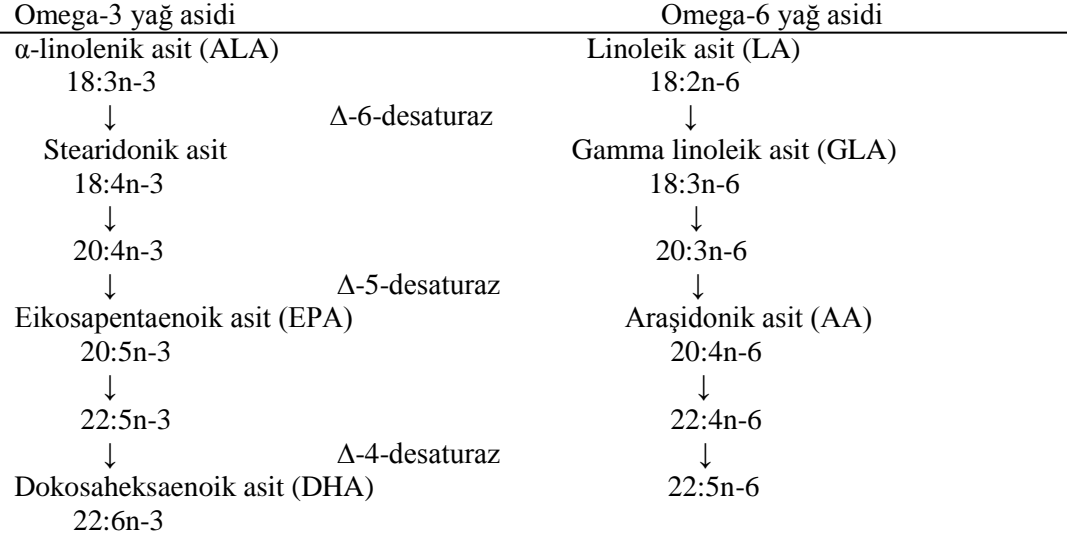 Omega-3 yağ asidi Omega-6 yağ asidi
α-linolenik asit (ALA) Linoleik asit (LA)
18:3n-3 18:2n-6
↓ Δ-6-desaturaz ↓
Stearidonik asit Gamma linoleik asit (GLA)
18:4n-3 18:3n-6
↓ ↓
20:4n-3 20:3n-6
↓ Δ-5-desaturaz ↓
Eikosapentaenoik asit (EPA) Araşidonik asit (AA)
20:5n-3 20:4n-6
↓ ↓
22:5n-3 22:4n-6
↓ Δ-4-desaturaz ↓
Dokosaheksaenoik asit (DHA) 22:5n-6
22:6n-3